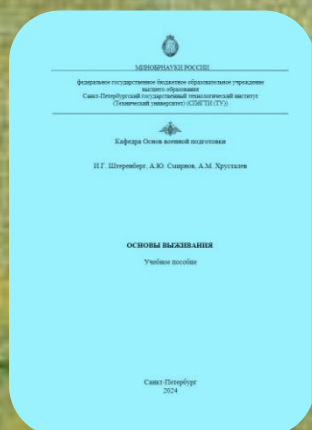 МИНОБРНАУКИ РОССИИ
федеральное государственное бюджетное образовательное учреждение
высшего образования
Санкт-Петербургский государственный технологический институт
(Технический университет) (СПбГТИ (ТУ))
Кафедра Основ военной подготовки
И.Г. Штеренберг, А.Ю. Смирнов, А.М. Хрусталев
ОСНОВЫ ВЫЖИВАНИЯ
Учебное пособие
Санкт-Петербург
2024